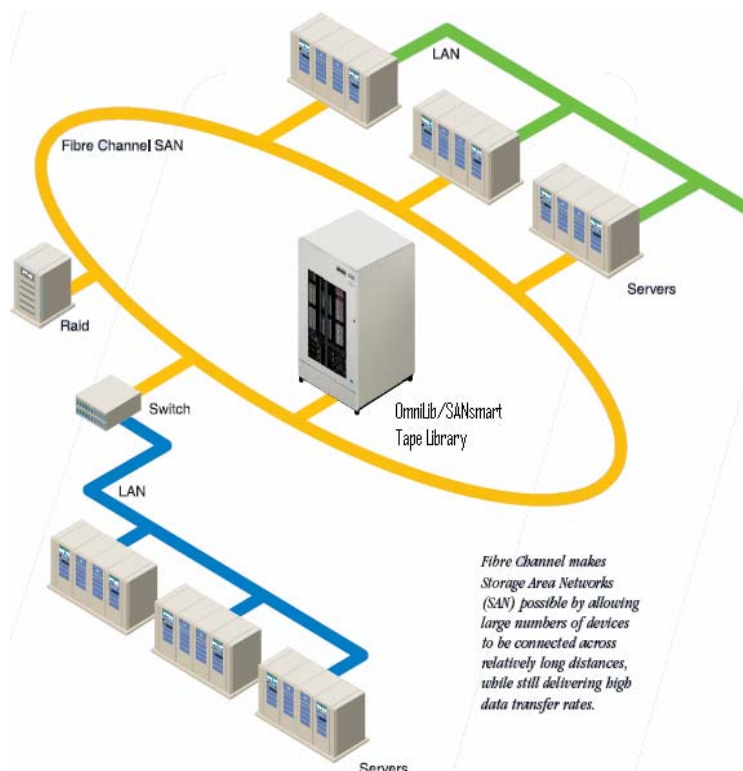 LAN
Fibre Channel SAN
Servers
Raid
OmniLib/SANsmart
Tape Library
Switch
LAN
Fibre Channel makes
Storage Area Networks
(SAN) possible by allowing
large numbers of devices
to be connected across
relatively long distances,
while still delivering high
data transfer rates.
Servers